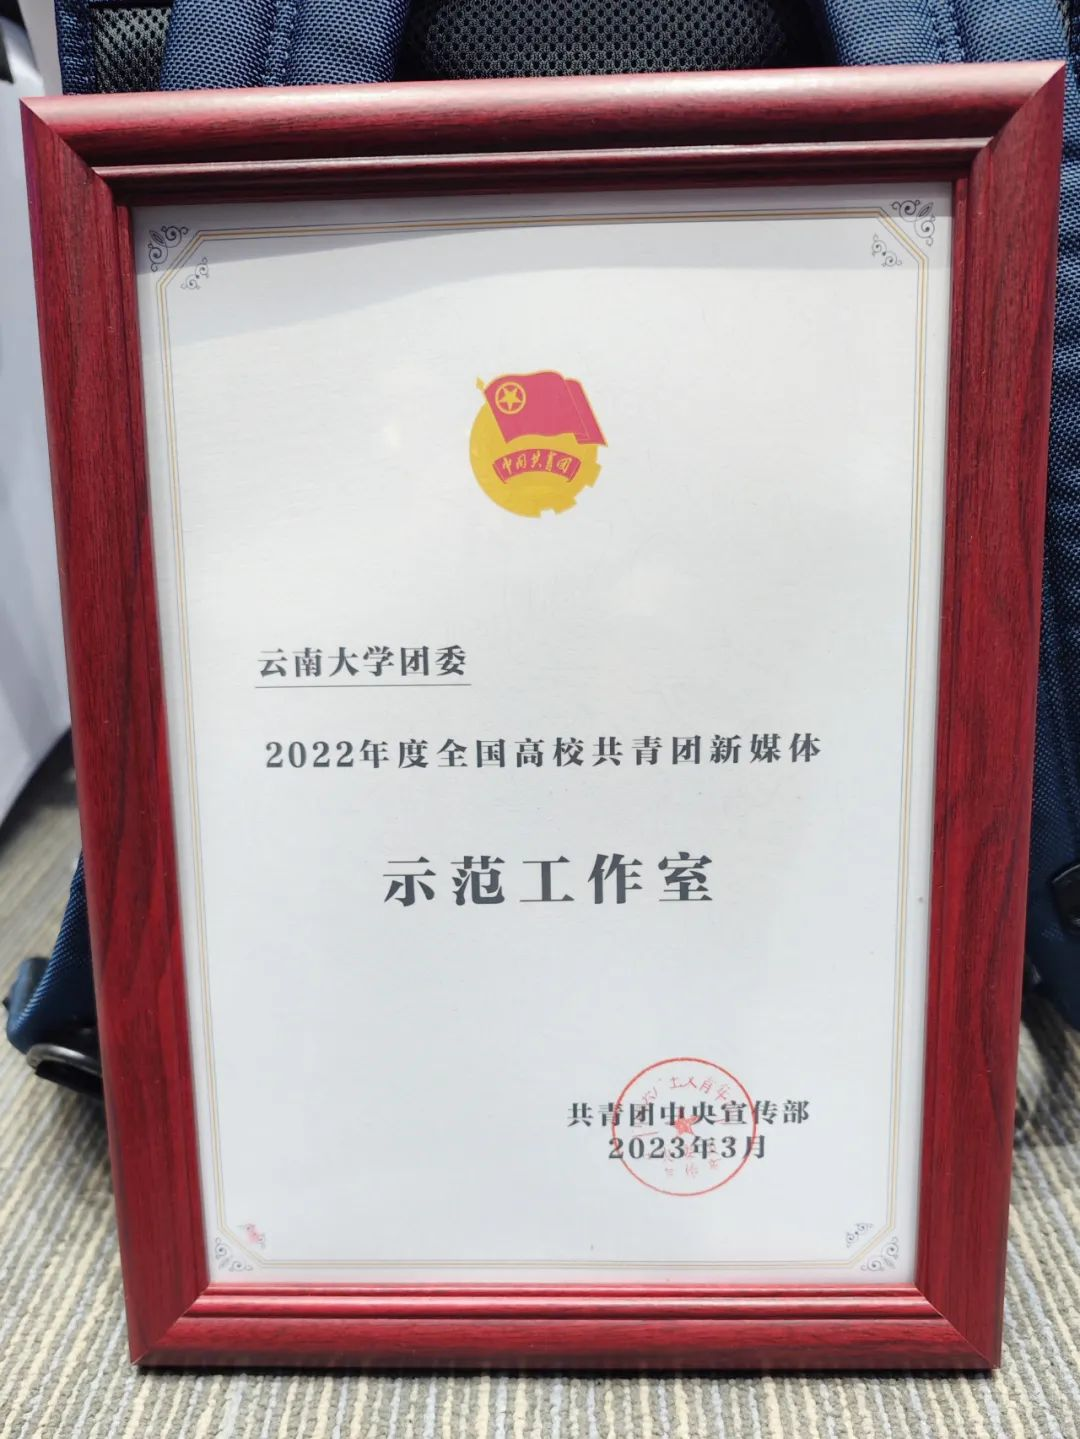 中国共青团
云南大学团委
2022年度全国高校共青团新媒体
示范工作室
共青团中央宣传部
2023年3月